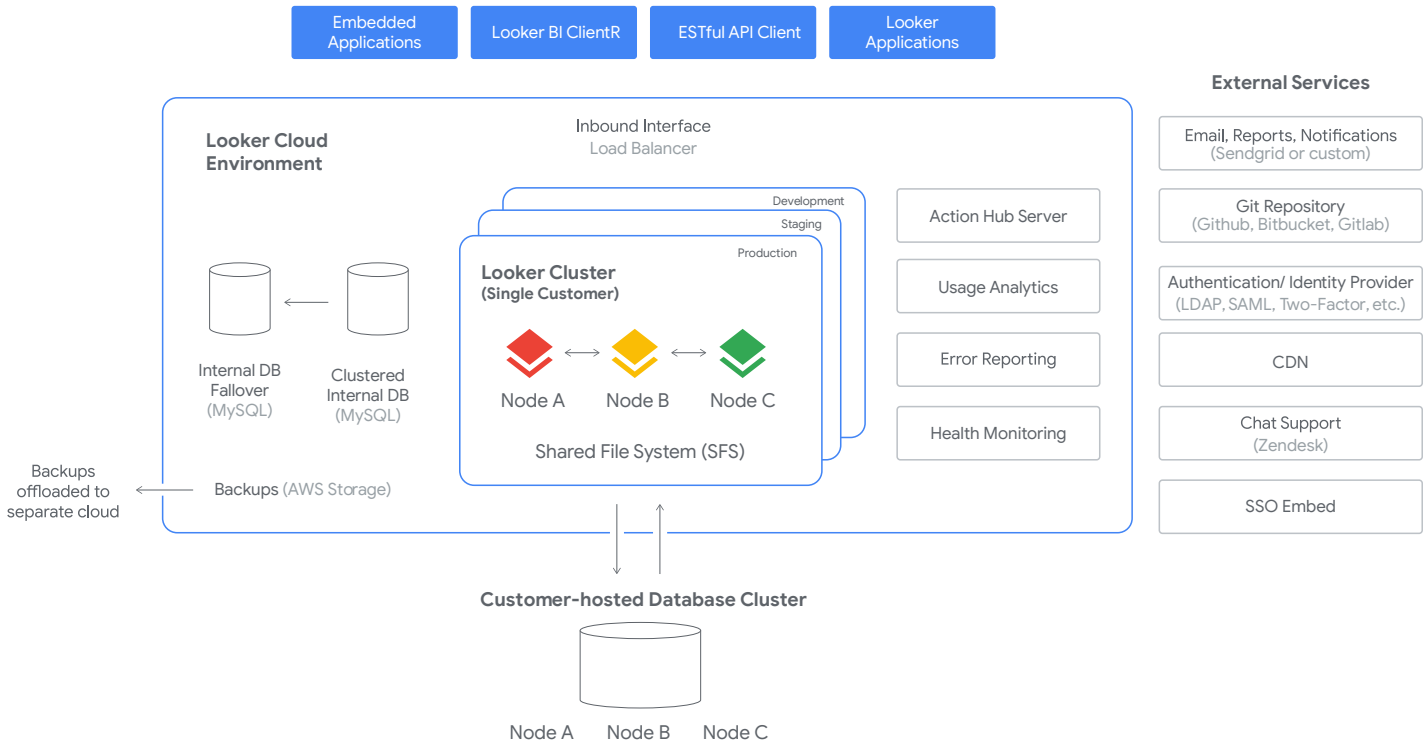 Embedded
Applications
Looker BI ClientR
ESTful API Client
Looker
Applications
External Services
Looker Cloud
Environment
Inbound Interface
Load Balancer
Development
Staging
Production
Looker Cluster
(Single Customer)
Node A
Node B
Node C
Shared File System (SFS)
Internal DB
Fallover
(MySQL)
Clustered
Internal DB
(MySQL)
Backups (AWS Storage)
Backups
offloaded to
separate cloud
Action Hub Server
Usage Analytics
Error Reporting
Health Monitoring
Email, Reports, Notifications
(Sendgrid or custom)
Git Repository
(Github, Bitbucket, Gitlab)
Authentication/ Identity Provider
(LDAP, SAML, Two-Factor, etc.)
CDN
Chat Support
(Zendesk)
SSO Embed
Customer-hosted Database Cluster
Node A
Node B
Node C